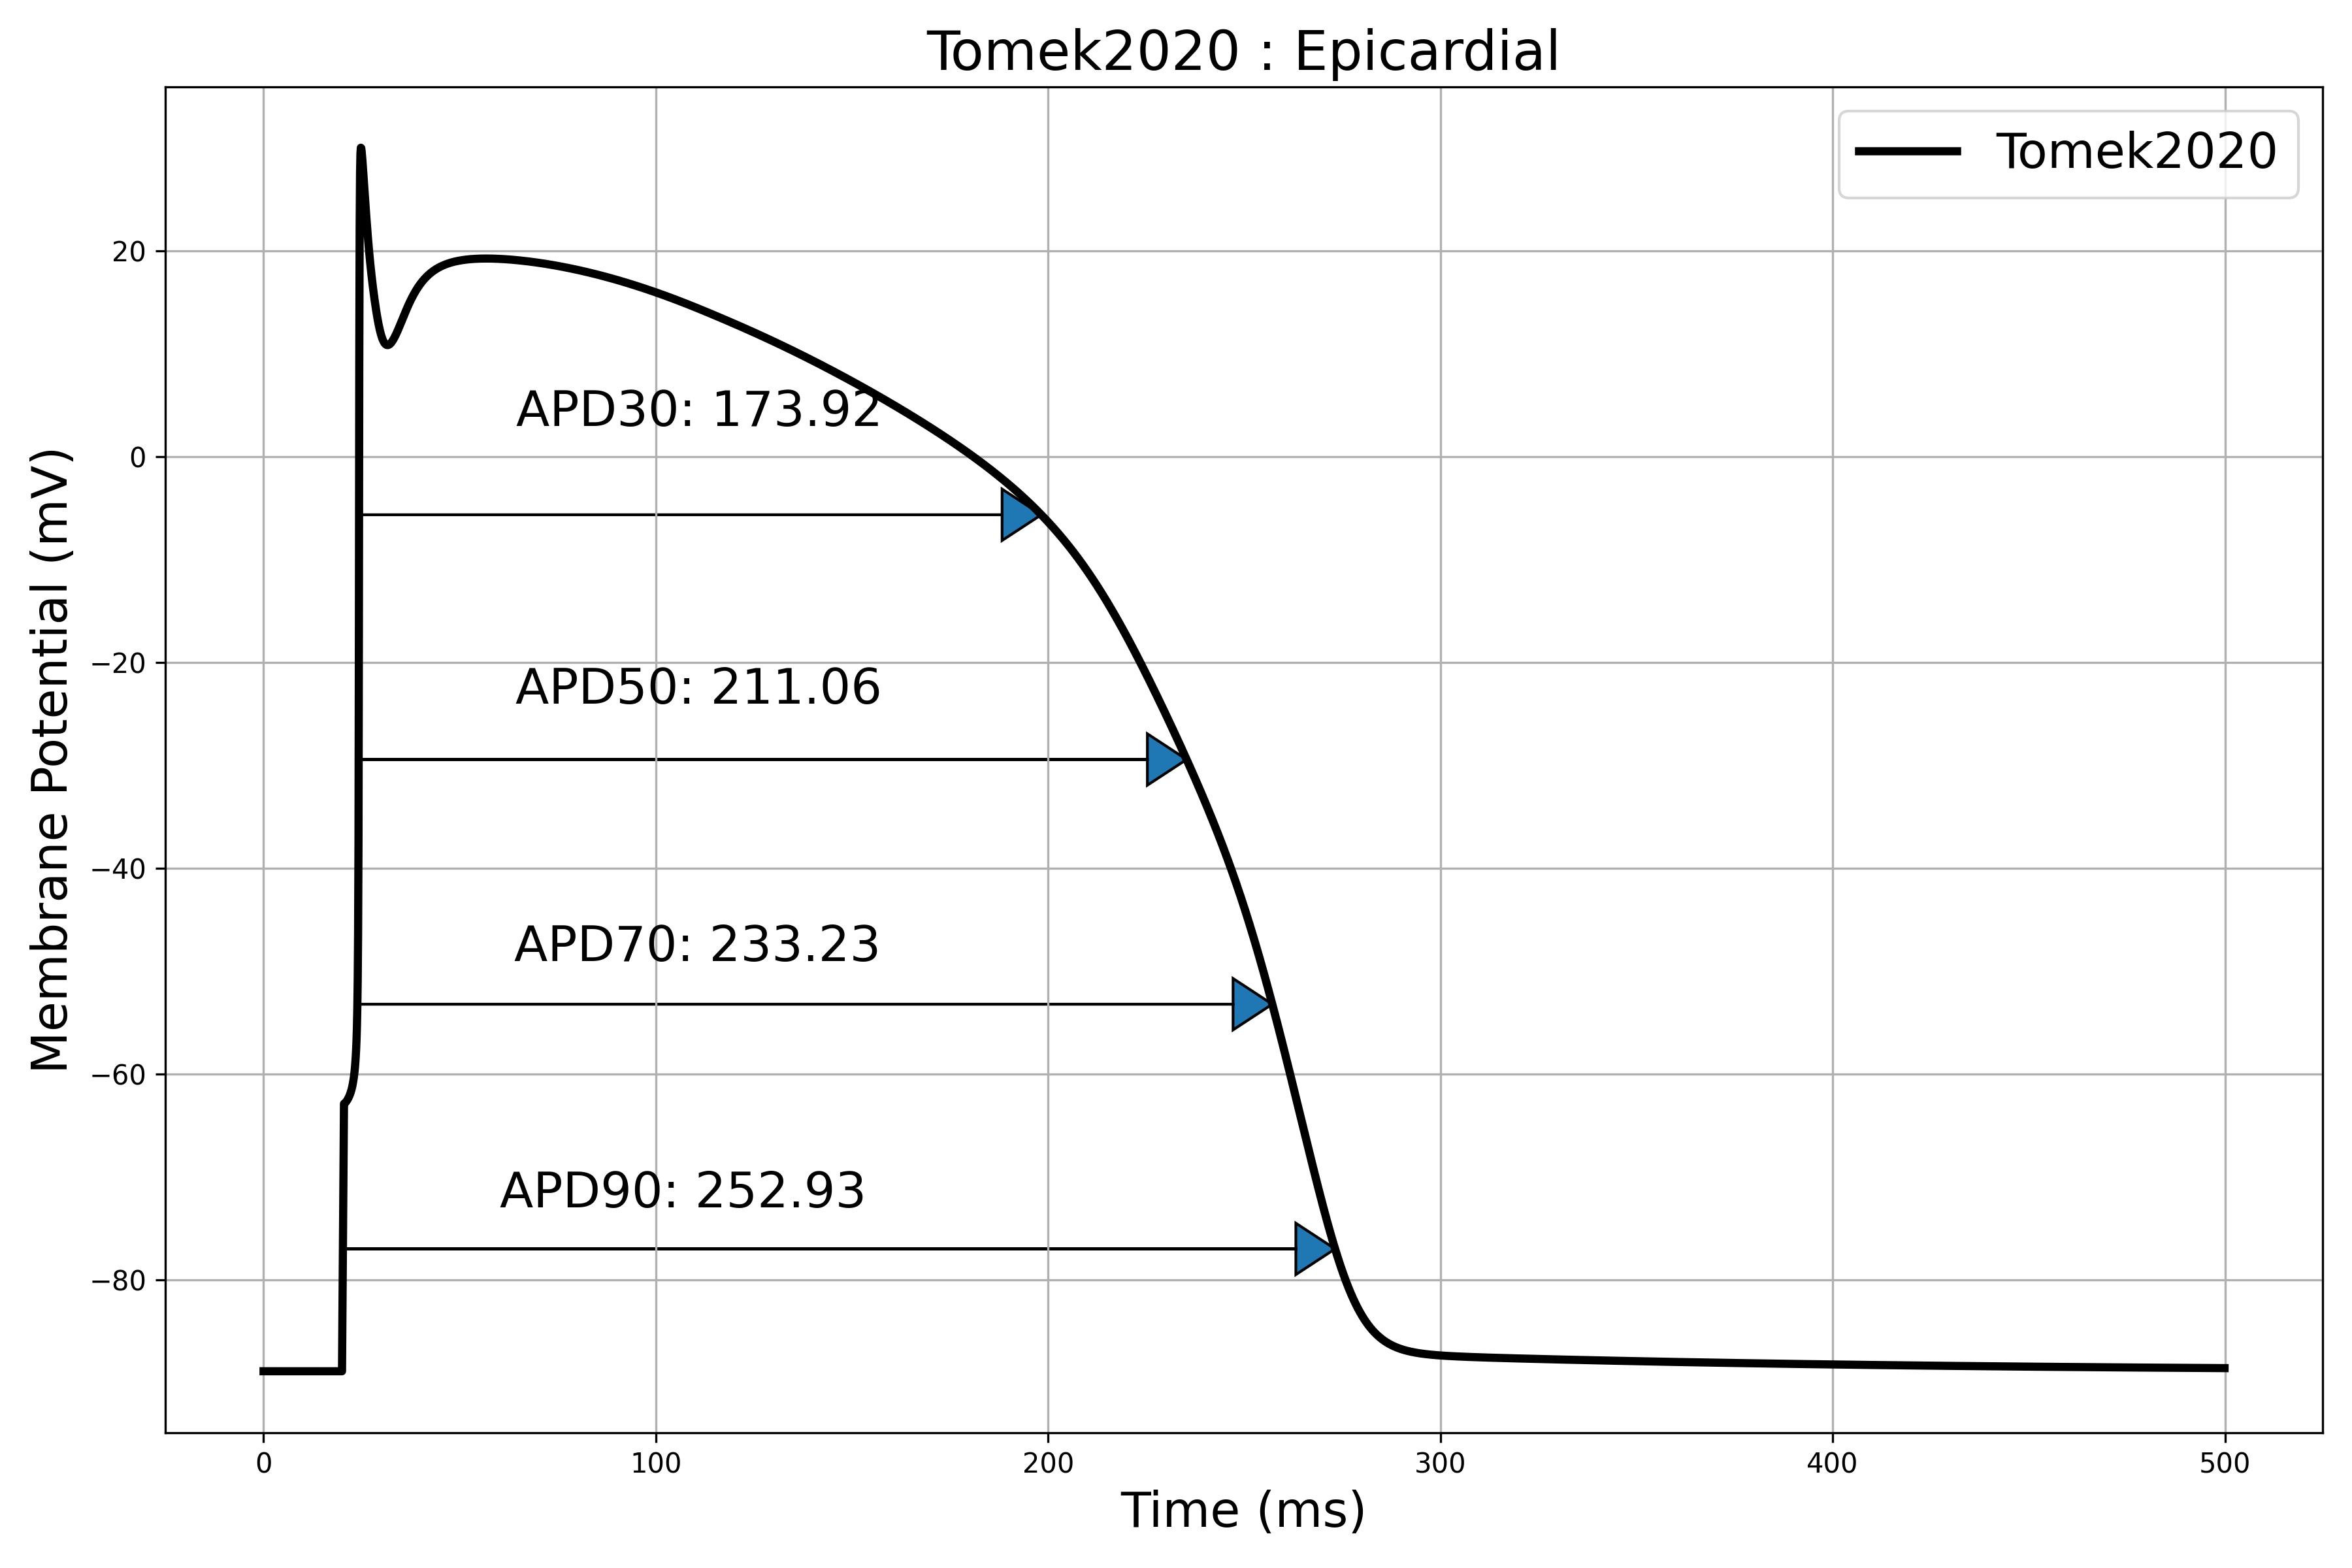 Tomek2020 : Epicardial
Tomek2020
Membrane Potential (mV)
20
0
−20
−40
−60
−80
APD30: 173.92
APD50: 211.06
APD70: 233.23
APD90: 252.93
0 100 200 300 400 500
Time (ms)